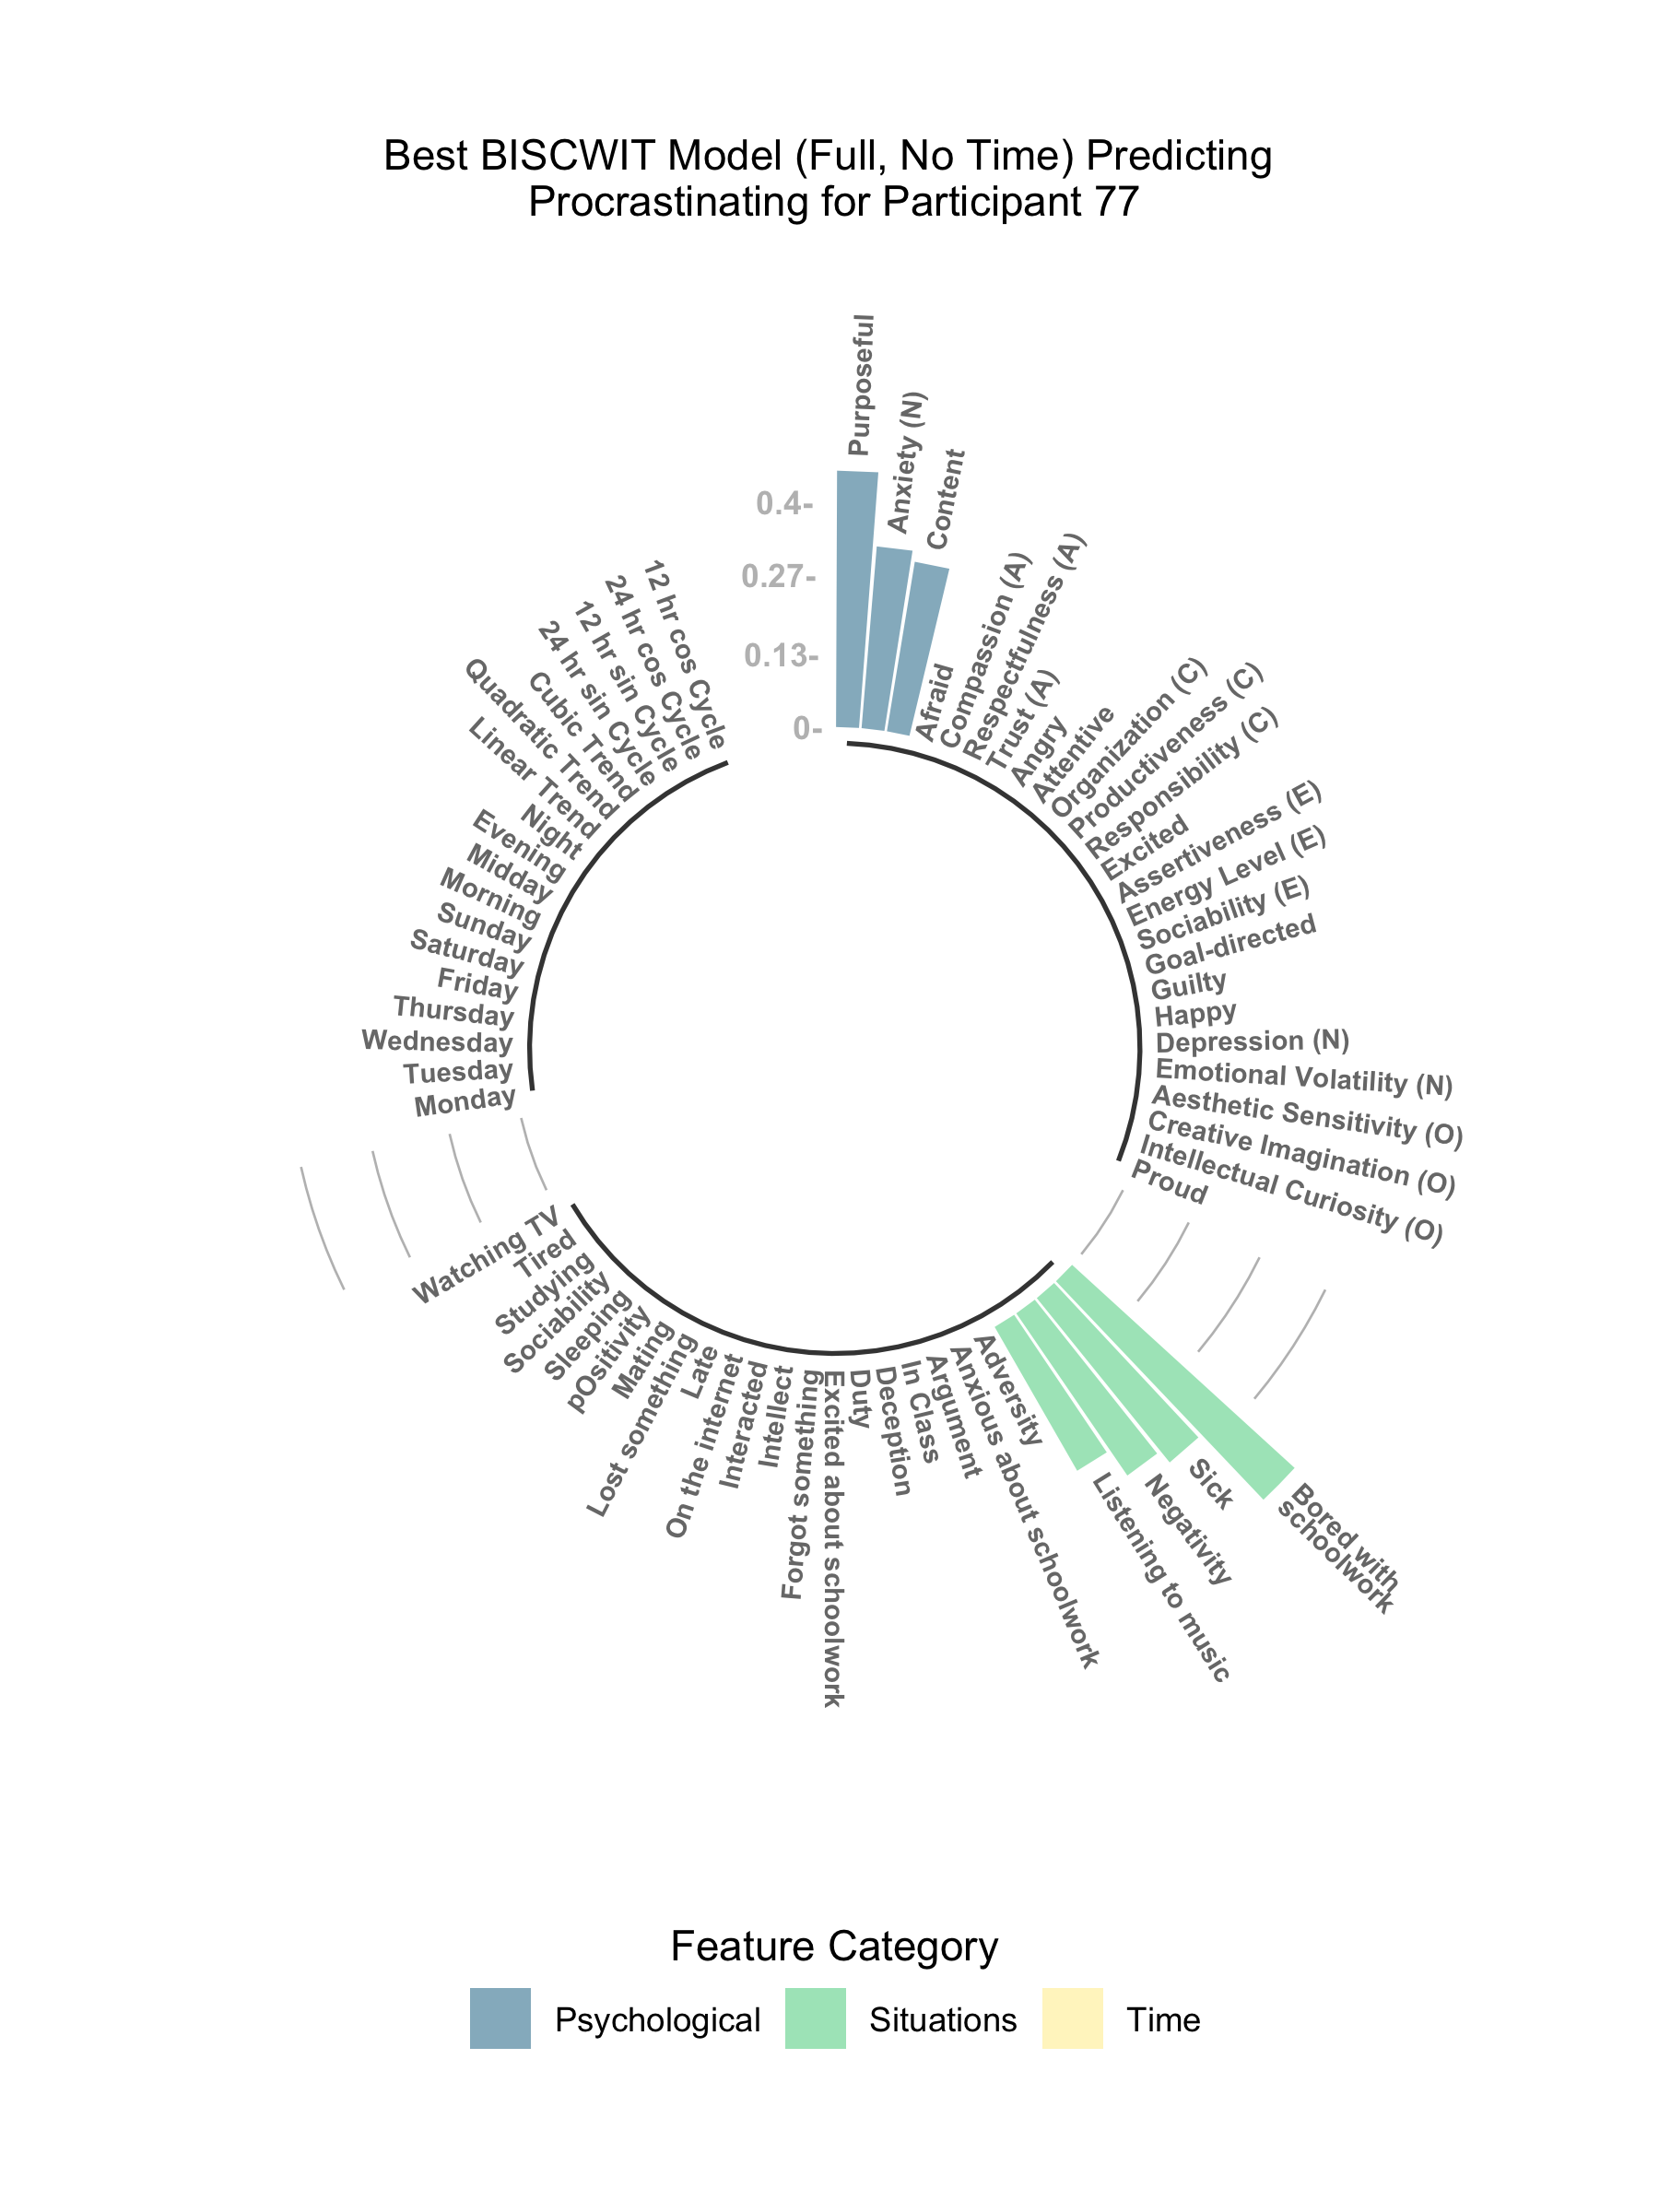 Best BISCWIT Model (Full, No Time) Predicting
Procrastinating for Participant 77
0.4-
0.27-
0.13-
0-
Purposeful
Anxiety (N)
Content
Afraid
Compassion (A)
Respectfulness (A)
Trust (A)
Angry
Attentive
Organization (C)
Productiveness (C)
Responsibility (C)
Excited
Assertiveness (E)
Energy Level (E)
Sociability (E)
Goal-directed
Guilty
Happy
Depression (N)
Emotional Volatility (N)
Aesthetic Sensitivity (O)
Creative Imagination (O)
Intellectual Curiosity (O)
Proud
Bored with
schoolwork
Sick
Negativity
Listening to music
Adversity
Anxious about schoolwork
Argument
In Class
Deception
Duty
Excited about schoolwork
Forgot something
Intellect
Interacted
On the internet
Late
Lost something
Mating
pOsitivity
Sleeping
Sociability
Studying
Tired
Watching TV
Monday
Tuesday
Wednesday
Thursday
Friday
Saturday
Sunday
Morning
Midday
Evening
Night
Linear Trend
Quadratic Trend
Cubic Trend
24 hr sin Cycle
12 hr sin Cycle
24 hr cos Cycle
12 hr cos Cycle
Feature Category
Psychological
Situations
Time